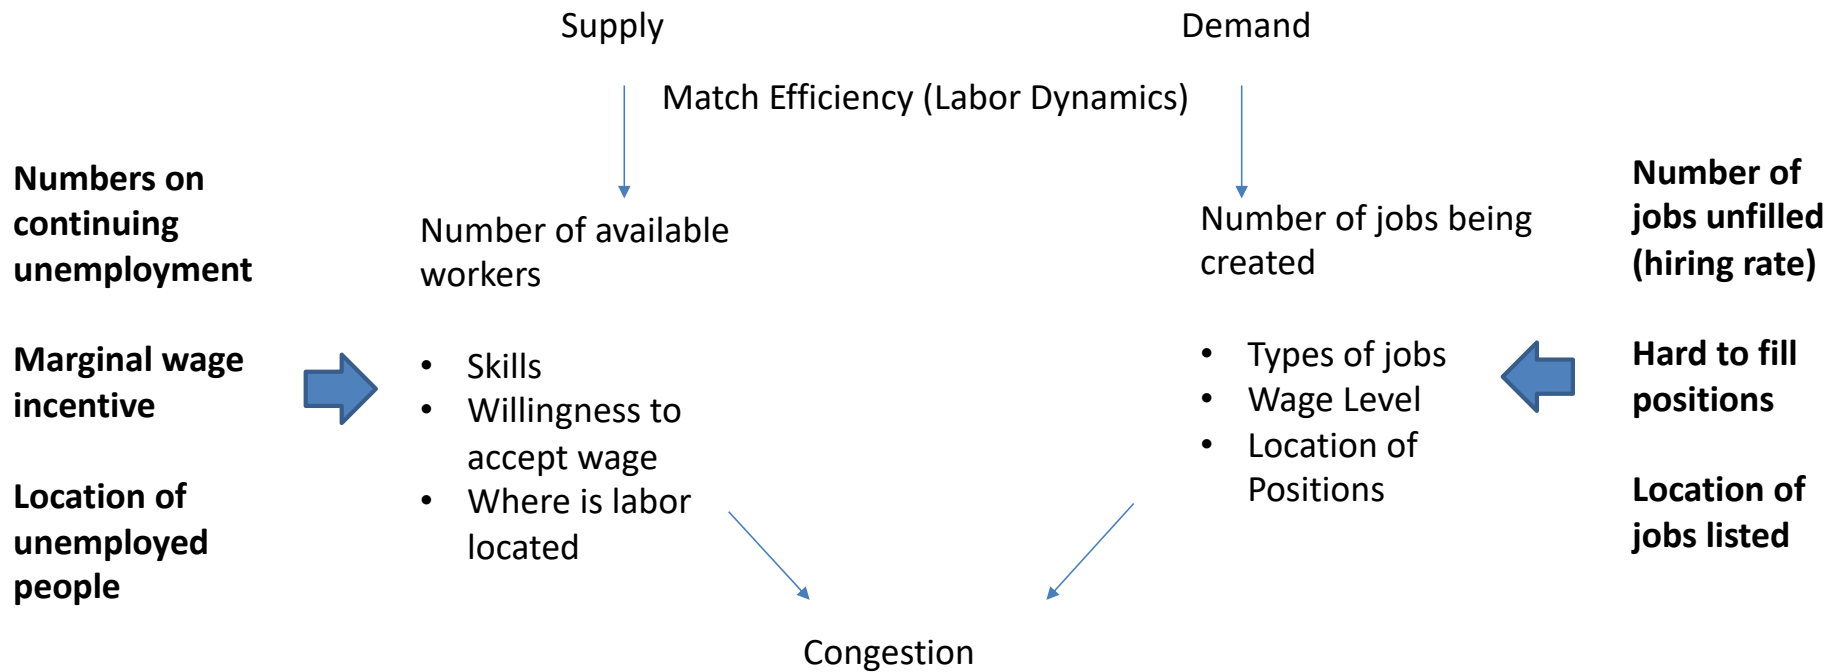 Supply
Demand
Match Efficiency (Labor Dynamics)
Numbers on
continuing
unemployment
Marginal wage
incentive
Location of
unemployed
people
Number of available
workers
• Skills
• Willingness to
accept wage
• Where is labor
located
Number of jobs being
created
• Types of jobs
• Wage Level
• Location of
Positions
Number of
jobs unfilled
(hiring rate)
Hard to fill
positions
Location of
jobs listed
Congestion